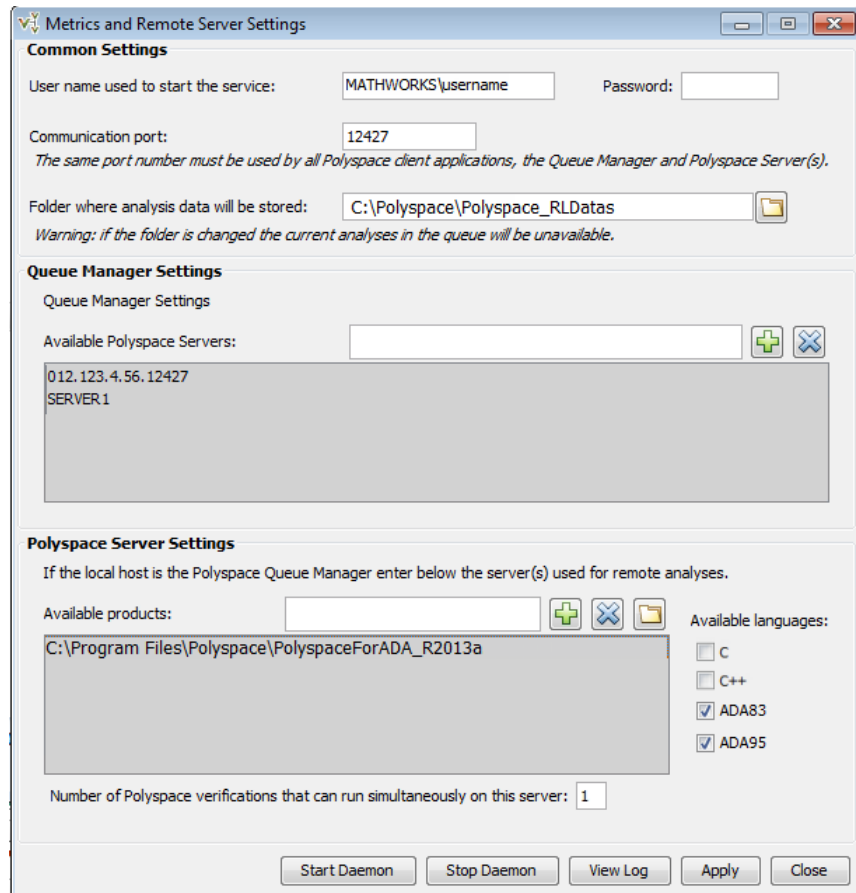 Metrics and Remote Server Settings
Common Settings
User name used to start the service: MATHWORKS\username Password:
Communication port: 12427
The same port number must be used by all Polyspace client applications, the Queue Manager and Polyspace Server(s).
Folder where analysis data will be stored: C:\Polyspace\Polyspace_RLDatas
Warning: if the folder is changed the current analyses in the queue will be unavailable.
Queue Manager Settings
Queue Manager Settings
Available Polyspace Servers:
012.123.4.56.12427
SERVER1
Polyspace Server Settings
If the local host is the Polyspace Queue Manager enter below the server(s) used for remote analyses.
Available products:
Available languages:
C:\Program Files\Polyspace\PolyspaceForADA_R2013a
C
C++
ADA83
ADA95
Number of Polyspace verifications that can run simultaneously on this server: 1
Start Daemon Stop Daemon View Log Apply Close